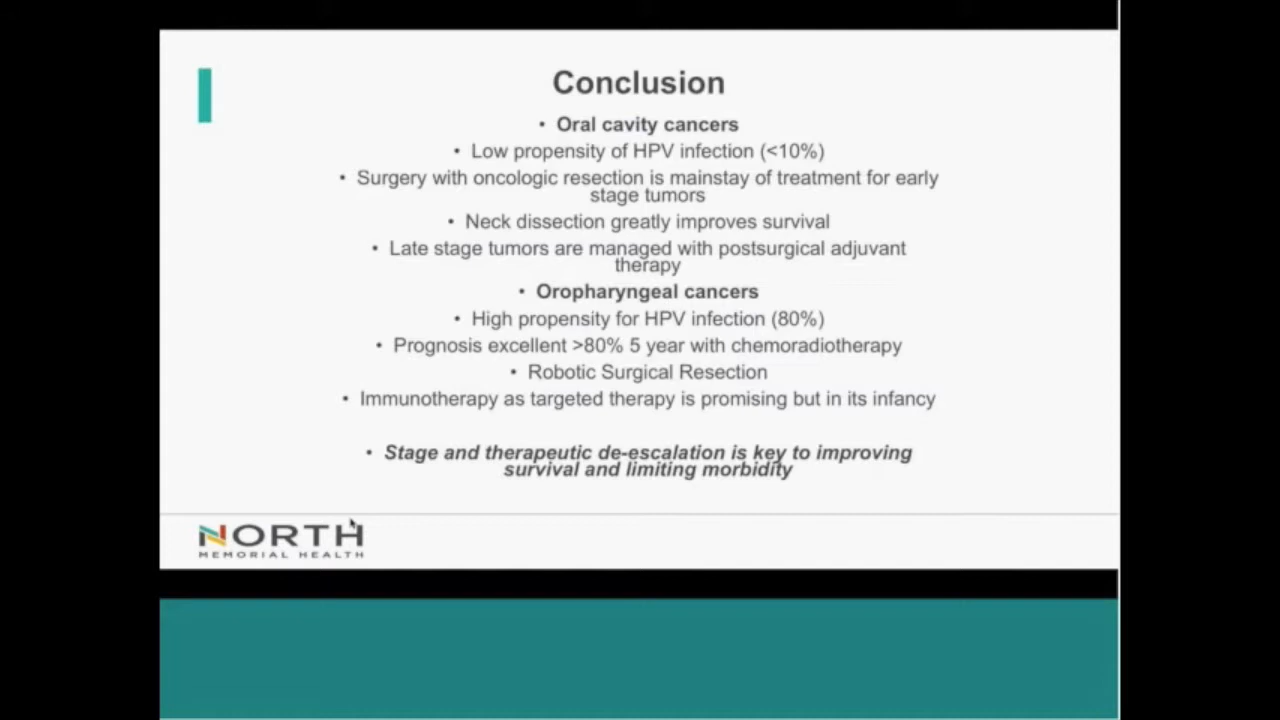 Conclusion
• Oral cavity cancers
• Low propensity of HPV infection (<10%)
• Surgery with oncologic resection is mainstay of treatment for early
stage tumors
• Neck dissection greatly improves survival
• Late stage tumors are managed with postsurgical adjuvant
therapy
• Oropharyngeal cancers
• High propensity for HPV infection (80%)
• Prognosis excellent >80% 5 year with chemoradiotherapy
• Robotic Surgical Resection
• Immunotherapy as targeted therapy is promising but in its infancy
• Stage and therapeutic de-escalation is key to improving
survival and limiting morbidity
NORTH
MEMORIAL HEALTH